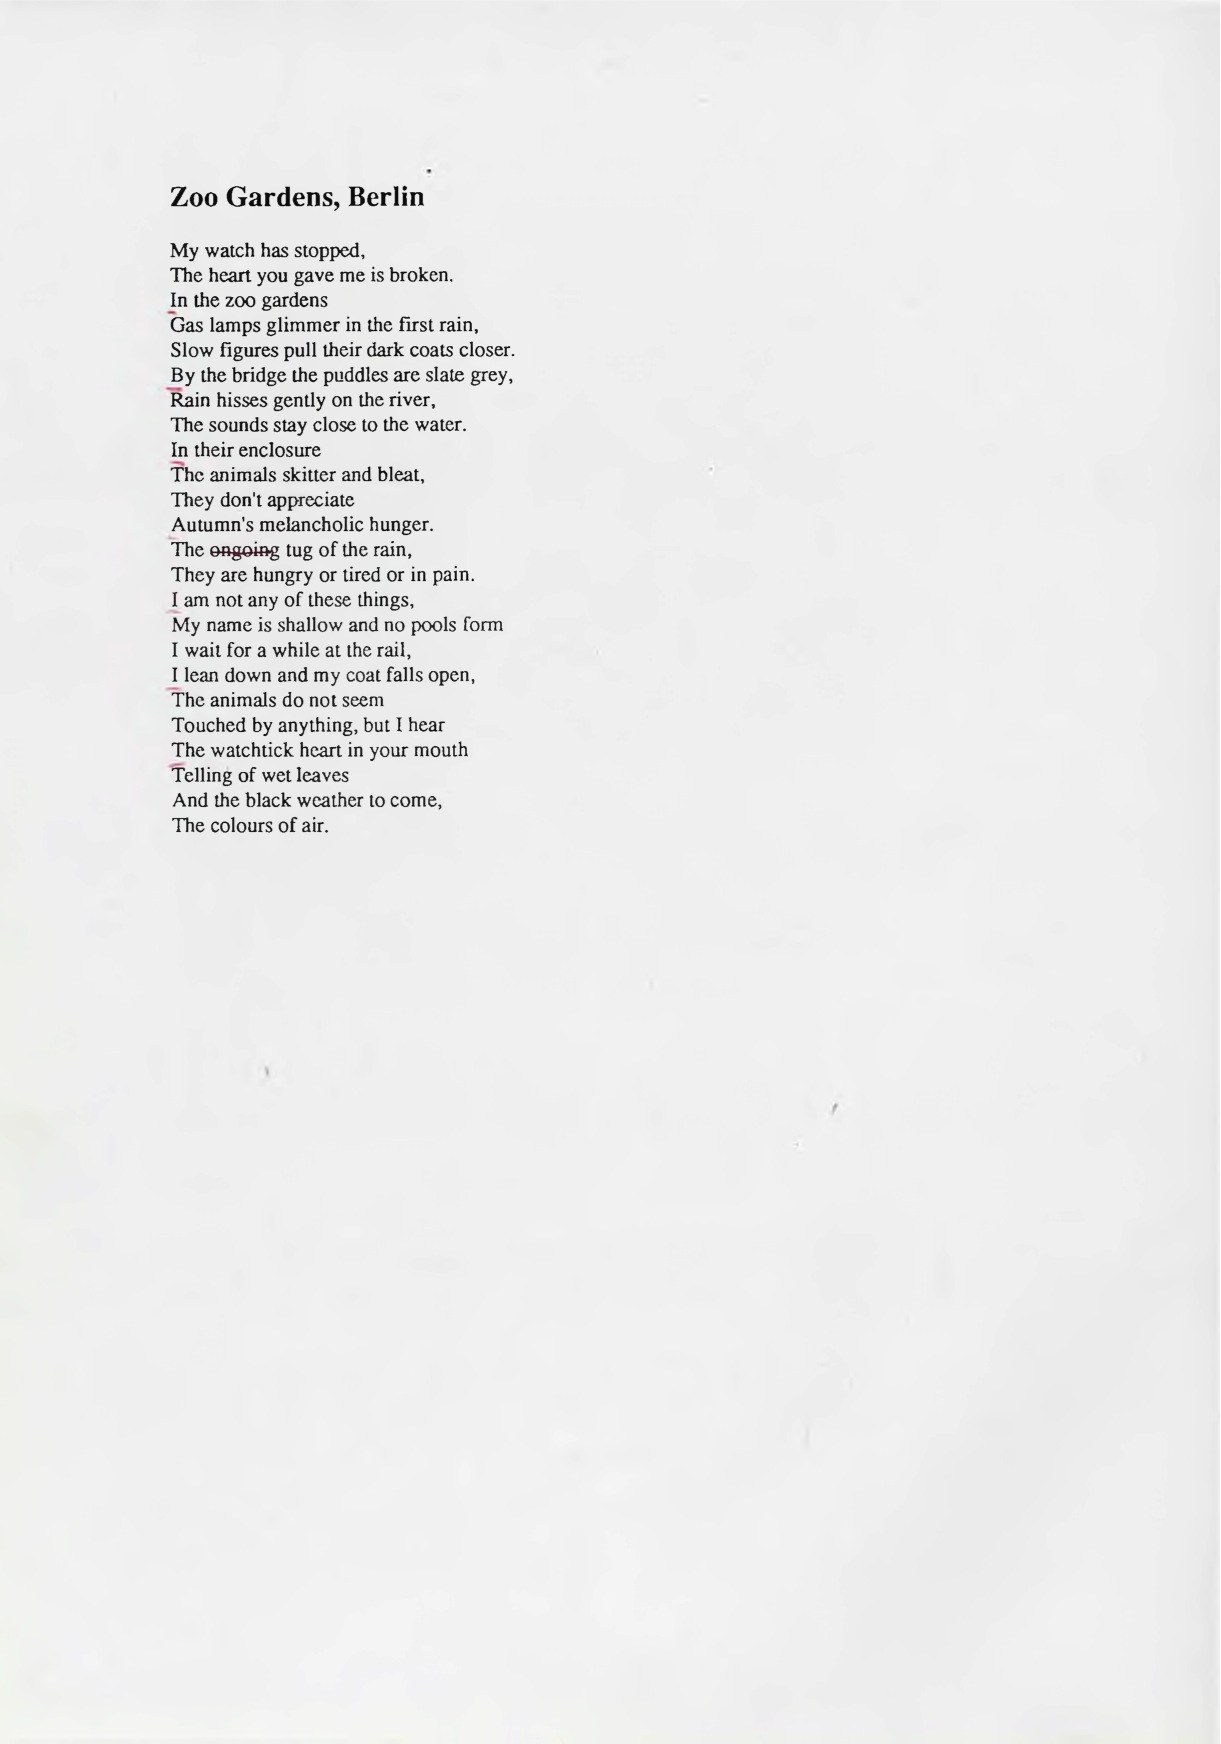 Zoo Gardens, Berlin
My watch has stopped,
The heart you gave me is broken.
In the zoo gardens
Gas lamps glimmer in the first rain,
Slow figures pull their dark coats closer.
By the bridge the puddles are slate grey,
Rain hisses gently on the river,
The sounds stay close to the water.
In their enclosure
The animals skitter and bleat,
They don't appreciate
Autumn's melancholic hunger.
The ongoing tug of the rain,
They are hungry or tired or in pain.
I am not any of these things,
My name is shallow and no pools form
I wait for a while at the rail,
I lean down and my coat falls open,
The animals do not seem
Touched by anything, but I hear
The watchtick heart in your mouth
Telling of wet leaves
And the black weather to come,
The colours of air.